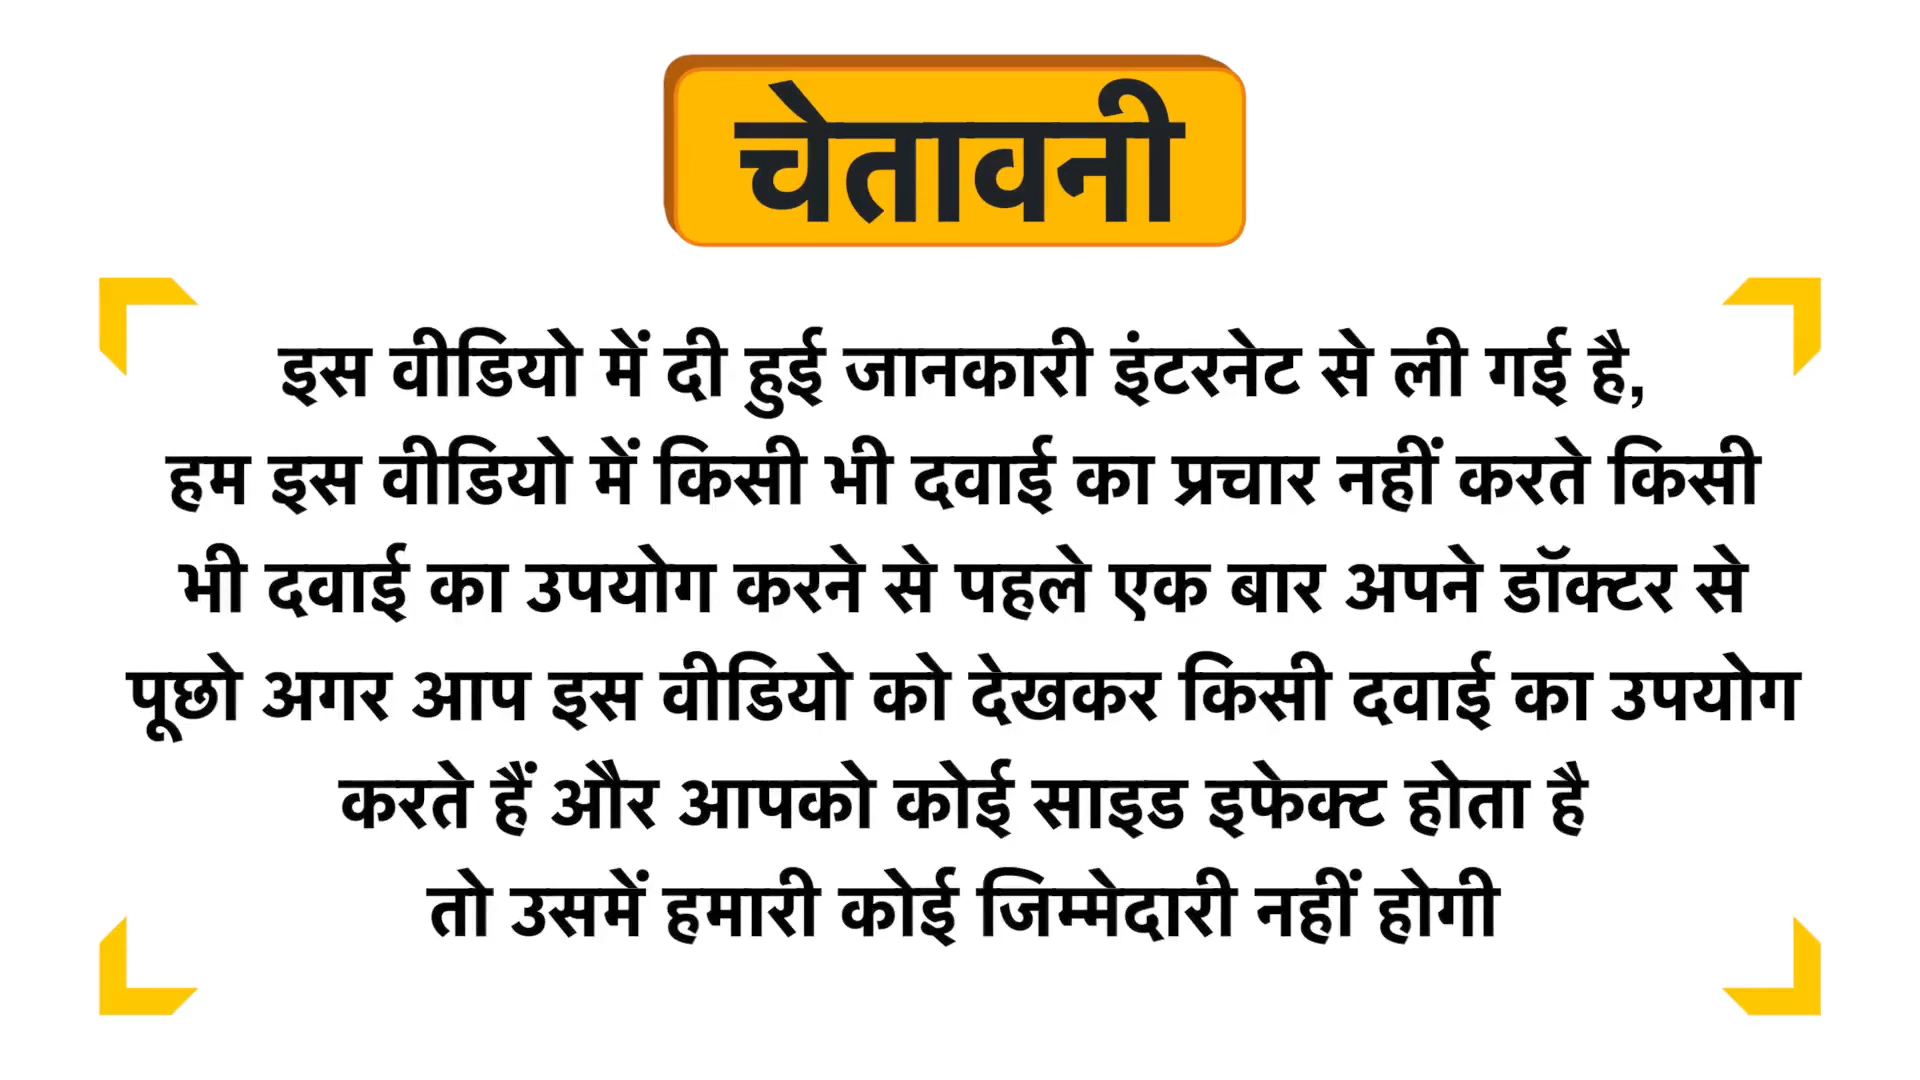 चेतावनी
इस वीडियो में दी हुई जानकारी इंटरनेट से ली गई है,
हम इस वीडियो में किसी भी दवाई का प्रचार नहीं करते किसी
भी दवाई का उपयोग करने से पहले एक बार अपने डॉक्टर से
पूछो अगर आप इस वीडियो को देखकर किसी दवाई का उपयोग
करते हैं और आपको कोई साइड इफेक्ट होता है
तो उसमें हमारी कोई जिम्मेदारी नहीं होगी